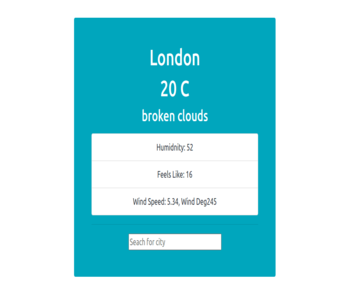 London
20 C
broken clouds
Humidnity: 52
Feels Like: 16
Wind Speed: 5.34, Wind Deg245
Seach for city